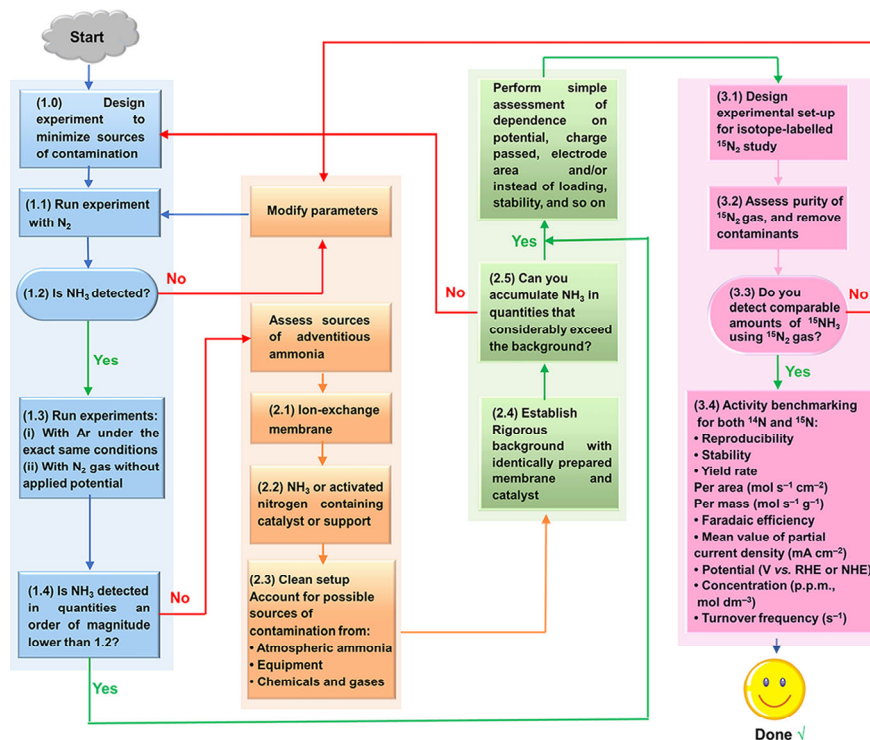 Start
(1.0) Design
experiment to
minimize sources
of contamination
(1.1) Run experiment
with N₂
(1.2) Is NH₃ detected?
No
Yes
(1.3) Run experiments:
(i) With Ar under the
exact same conditions
(ii) With N₂ gas without
applied potential
(1.4) Is NH₃ detected
in quantities an
order of magnitude
lower than 1.2?
No
Yes
Modify parameters
Assess sources
of adventitious
ammonia
(2.1) Ion-exchange
membrane
(2.2) NH₃ or activated
nitrogen containing
catalyst or support
(2.3) Clean setup
Account for possible
sources of
contamination from:
• Atmospheric ammonia
• Equipment
• Chemicals and gases
Perform simple
assessment of
dependence on
potential, charge
passed, electrode
area and/or
instead of loading,
stability, and so on
Yes
(2.5) Can you
accumulate NH₃ in
quantities that
considerably exceed
the background?
No
(2.4) Establish
Rigorous
background with
identically prepared
membrane and
catalyst
(3.1) Design
experimental set-up
for isotope-labelled
¹⁵N₂ study
(3.2) Assess purity of
¹⁵N₂ gas, and remove
contaminants
(3.3) Do you
detect comparable
amounts of ¹⁵NH₃
using ¹⁵N₂ gas?
No
Yes
(3.4) Activity benchmarking
for both ¹⁴N and ¹⁵N:
• Reproducibility
• Stability
• Yield rate
Per area (mol s⁻¹ cm⁻²)
Per mass (mol s⁻¹ g⁻¹)
• Faradaic efficiency
• Mean value of partial
current density (mA cm⁻²)
• Potential (V vs. RHE or NHE)
• Concentration (p.p.m.,
mol dm⁻³)
• Turnover frequency (s⁻¹)
Done √